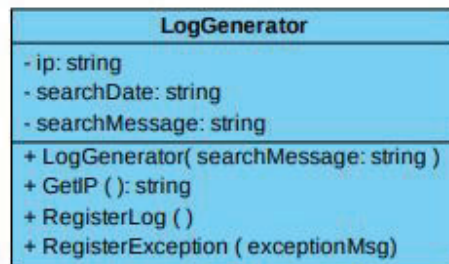 LogGenerator
- ip: string
- searchDate: string
- searchMessage: string
+ LogGenerator( searchMessage: string )
+ GetIP ( ): string
+ RegisterLog ( )
+ RegisterException ( exceptionMsg)